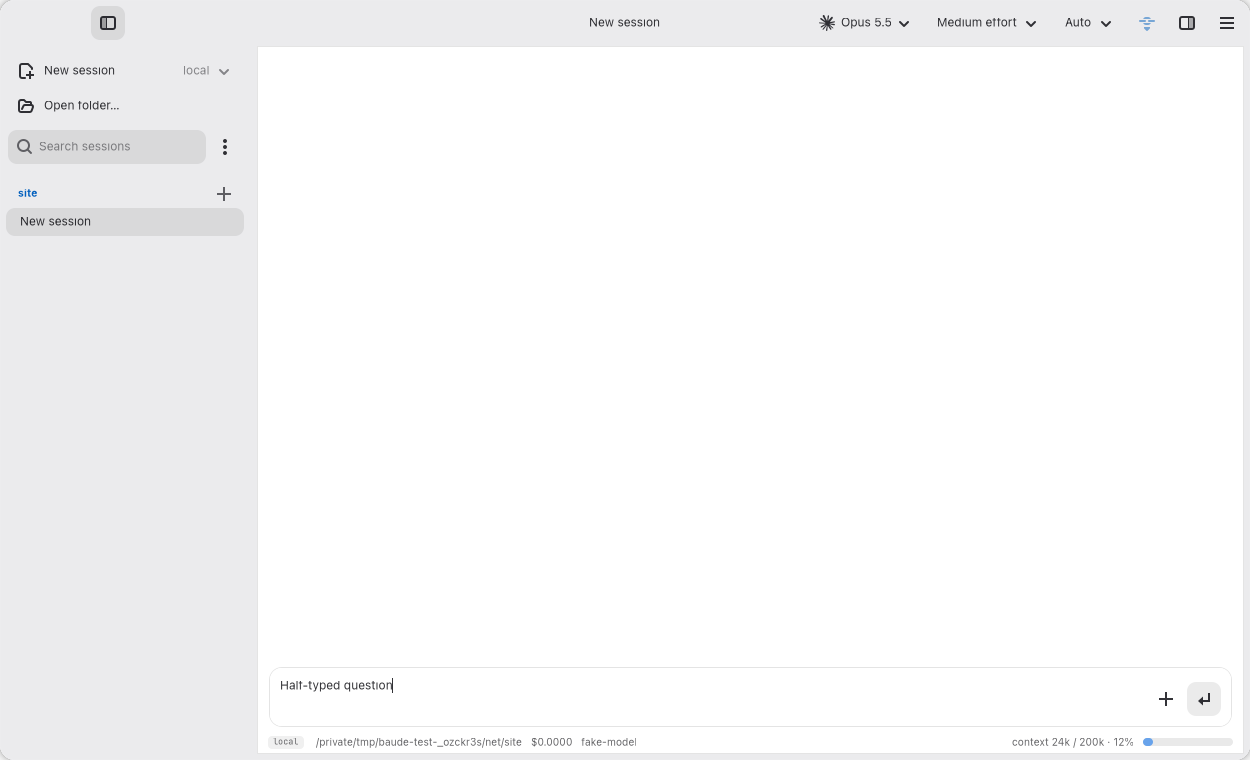 New session
Opus 5.5
Medium effort
Auto
New session
local
Open folder...
Search sessions
site
New session
Half-typed question
local
/private/tmp/baude-test-_ozckr3s/net/site
$0.0000
fake-model
context 24k / 200k · 12%